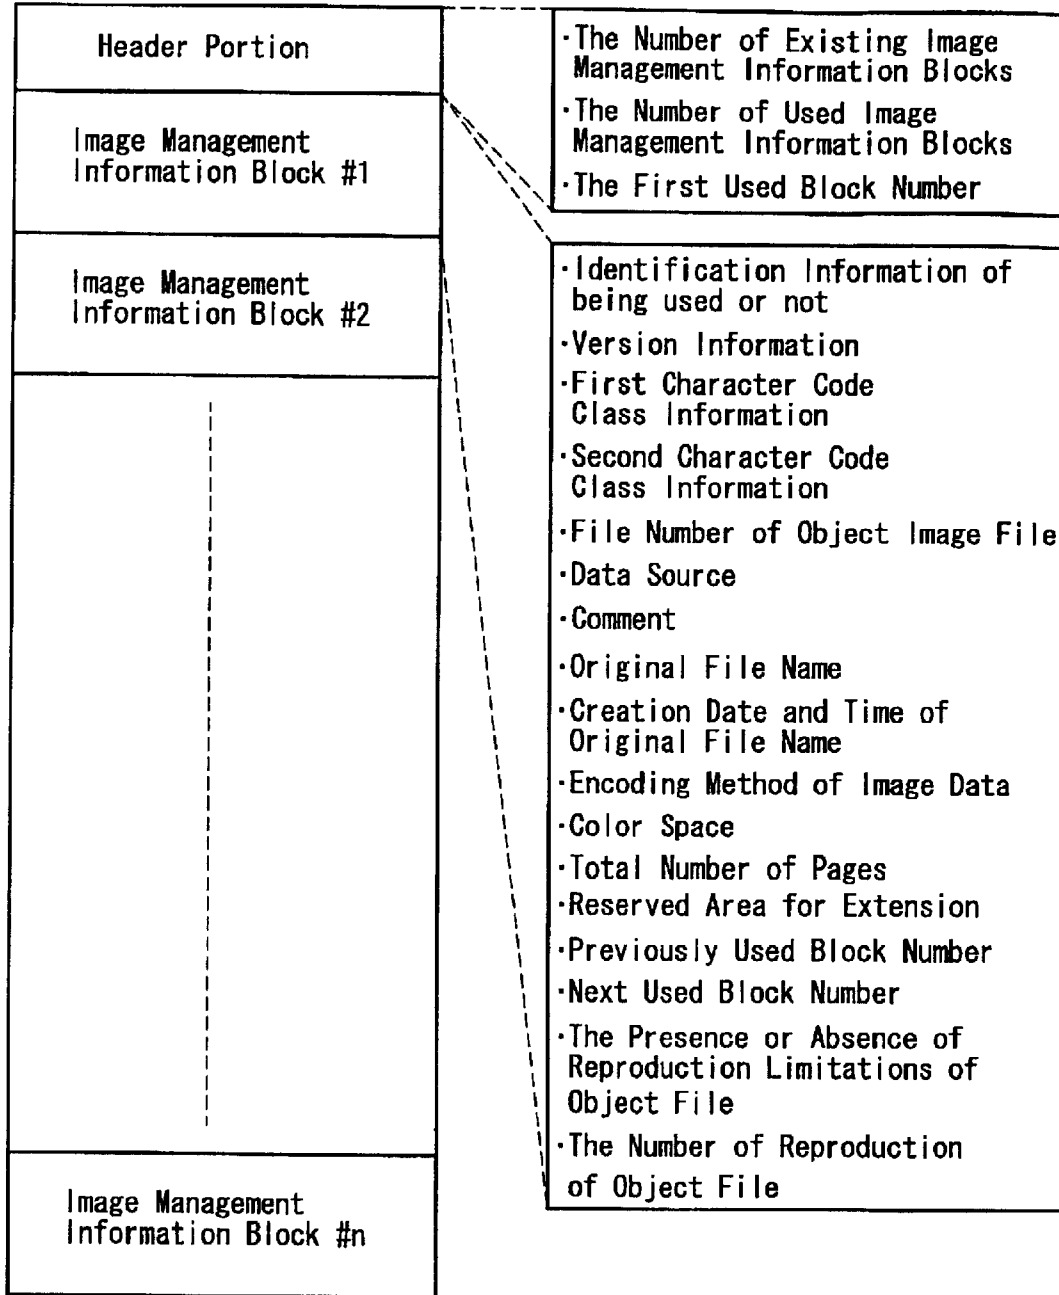 Header Portion
Image Management
Information Block #1
Image Management
Information Block #2
Image Management
Information Block #n
·The Number of Existing Image
Management Information Blocks
·The Number of Used Image
Management Information Blocks
·The First Used Block Number
·Identification Information of
being used or not
·Version Information
·First Character Code
Class Information
·Second Character Code
Class Information
·File Number of Object Image File
·Data Source
·Comment
·Original File Name
·Creation Date and Time of
Original File Name
·Encoding Method of Image Data
·Color Space
·Total Number of Pages
·Reserved Area for Extension
·Previously Used Block Number
·Next Used Block Number
·The Presence or Absence of
Reproduction Limitations of
Object File
·The Number of Reproduction
of Object File